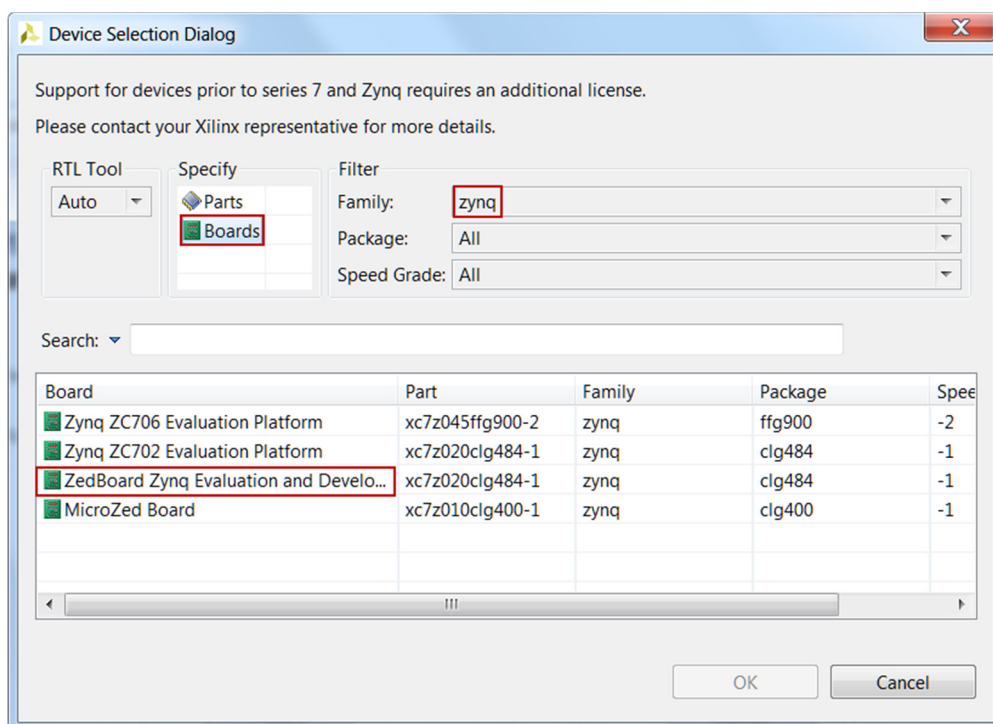 Device Selection Dialog
Support for devices prior to series 7 and Zynq requires an additional license.
Please contact your Xilinx representative for more details.
RTL Tool Specify Filter
Auto Parts Family: zynq
Boards Package: All
Speed Grade: All
Search:
Board Part Family Package Spee
Zynq ZC706 Evaluation Platform xc7z045ffg900-2 zynq ffg900 -2
Zynq ZC702 Evaluation Platform xc7z020clg484-1 zynq clg484 -1
ZedBoard Zynq Evaluation and Develo... xc7z020clg484-1 zynq clg484 -1
MicroZed Board xc7z010clg400-1 zynq clg400 -1
OK Cancel